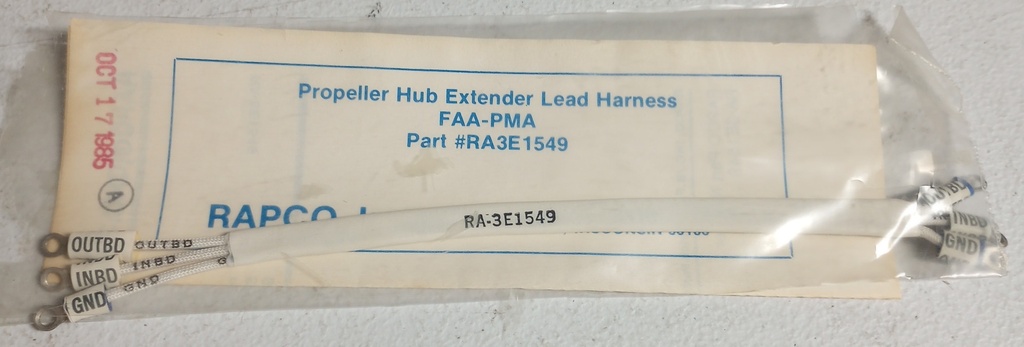 OCT 17 1985
A
Propeller Hub Extender Lead Harness
FAA-PMA
Part #RA3E1549
RAPCO
RA-3E1549
OUTBD OUTBD
INBD INBD
GND GND
OUTBD
INBD
GND